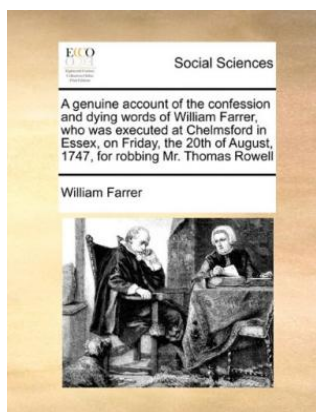 ECCO
Social Sciences
A genuine account of the confession
and dying words of William Farrer,
who was executed at Chelmsford in
Essex, on Friday, the 20th of August,
1747, for robbing Mr. Thomas Rowell
William Farrer